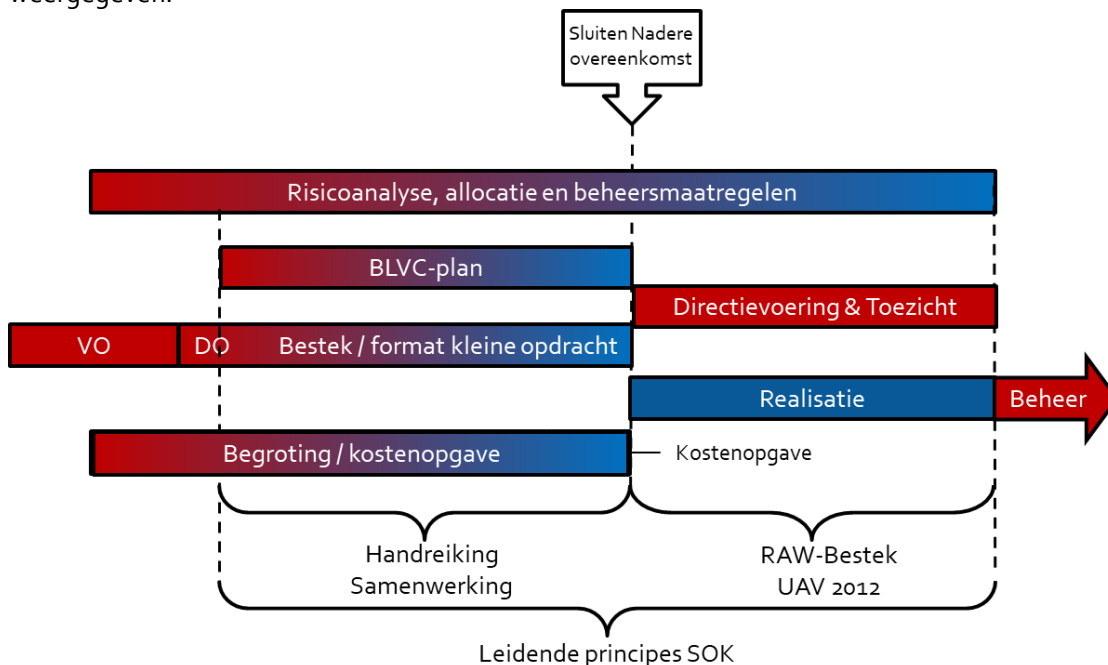 weergegeven.
Sluiten Nadere
overeenkomst
Risicoanalyse, allocatie en beheersmaatregelen
BLVC-plan
Directievoering & Toezicht
VO
DO
Bestek / format kleine opdracht
Realisatie
Beheer
Begroting / kostenopgave
Kostenopgave
Handreiking
Samenwerking
RAW-Bestek
UAV 2012
Leidende principes SOK